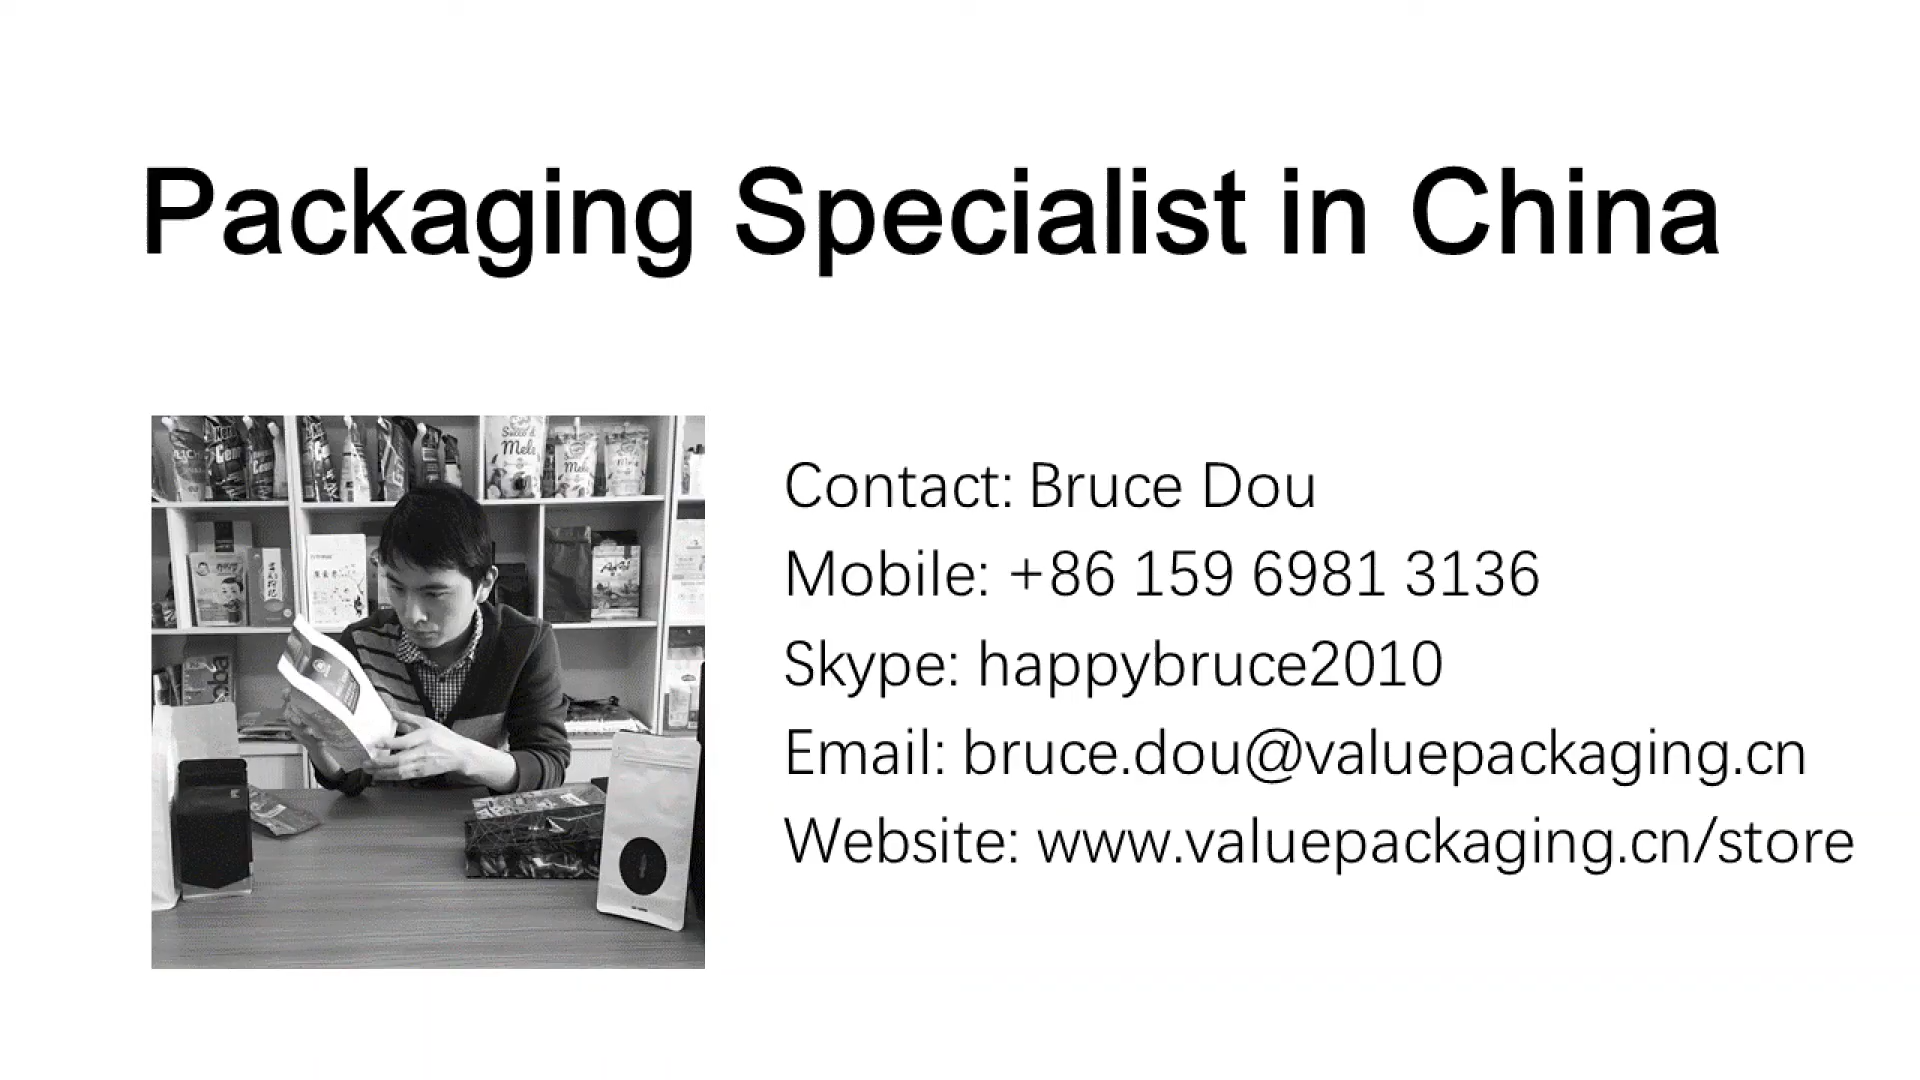 Packaging Specialist in China
Contact: Bruce Dou
Mobile: +86 159 6981 3136
Skype: happybruce2010
Email: bruce.dou@valuepackaging.cn
Website: www.valuepackaging.cn/store